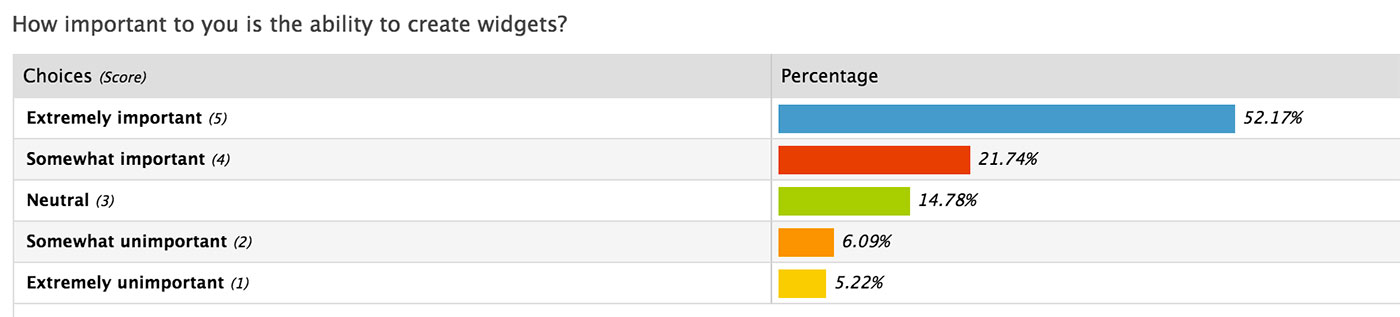 How important to you is the ability to create widgets?
Choices (Score) Percentage
Extremely important (5) 52.17%
Somewhat important (4) 21.74%
Neutral (3) 14.78%
Somewhat unimportant (2) 6.09%
Extremely unimportant (1) 5.22%